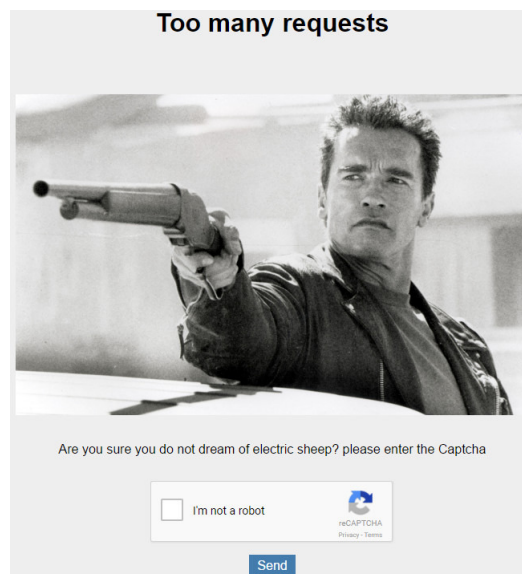 Too many requests
Are you sure you do not dream of electric sheep? please enter the Captcha
I'm not a robot
reCAPTCHA
Privacy - Terms
Send